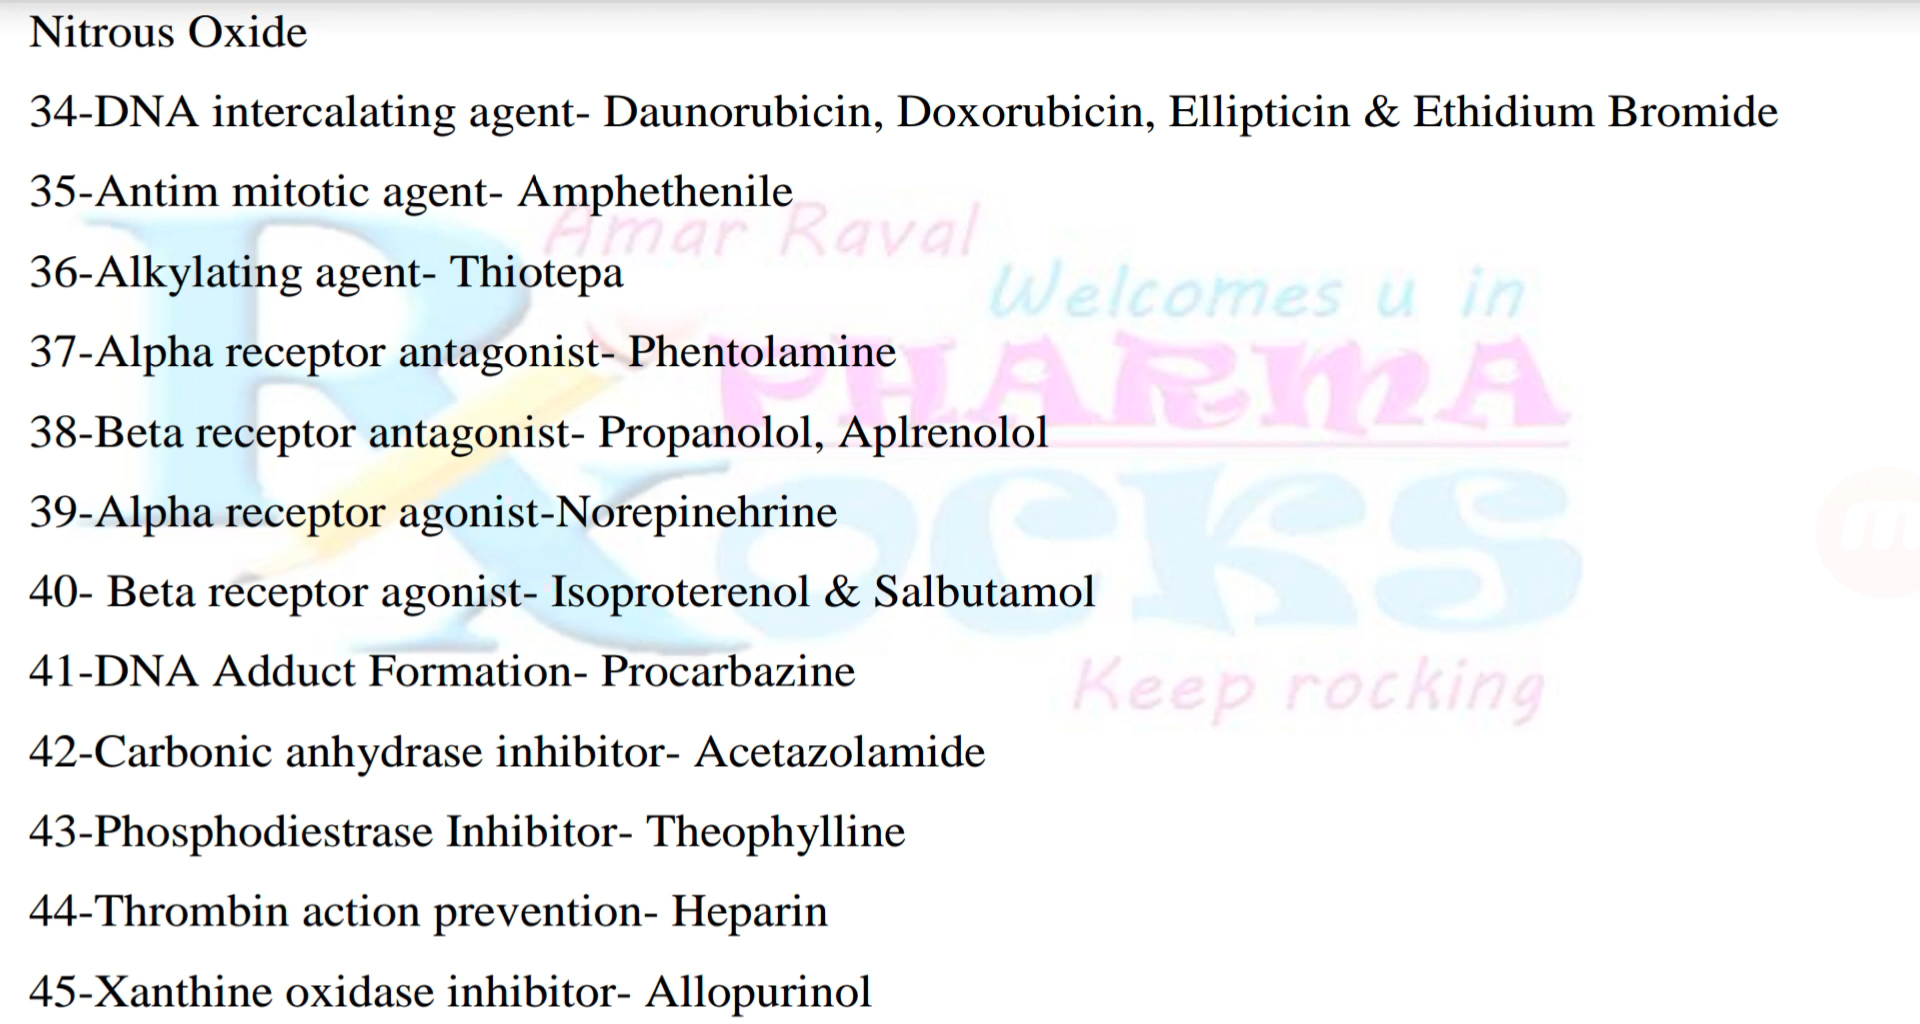 Nitrous Oxide
34-DNA intercalating agent- Daunorubicin, Doxorubicin, Ellipticin & Ethidium Bromide
35-Antim mitotic agent- Amphethenile
Amar Raval
36-Alkylating agent- Thiotepa
Welcomes u in
37-Alpha receptor antagonist- Phentolamine
PHARMA
38-Beta receptor antagonist- Propanolol, Aplrenolol
39-Alpha receptor agonist-Norepinehrine
Rx ROCKS
40- Beta receptor agonist- Isoproterenol & Salbutamol
41-DNA Adduct Formation- Procarbazine
Keep rocking
42-Carbonic anhydrase inhibitor- Acetazolamide
43-Phosphodiestrase Inhibitor- Theophylline
44-Thrombin action prevention- Heparin
45-Xanthine oxidase inhibitor- Allopurinol